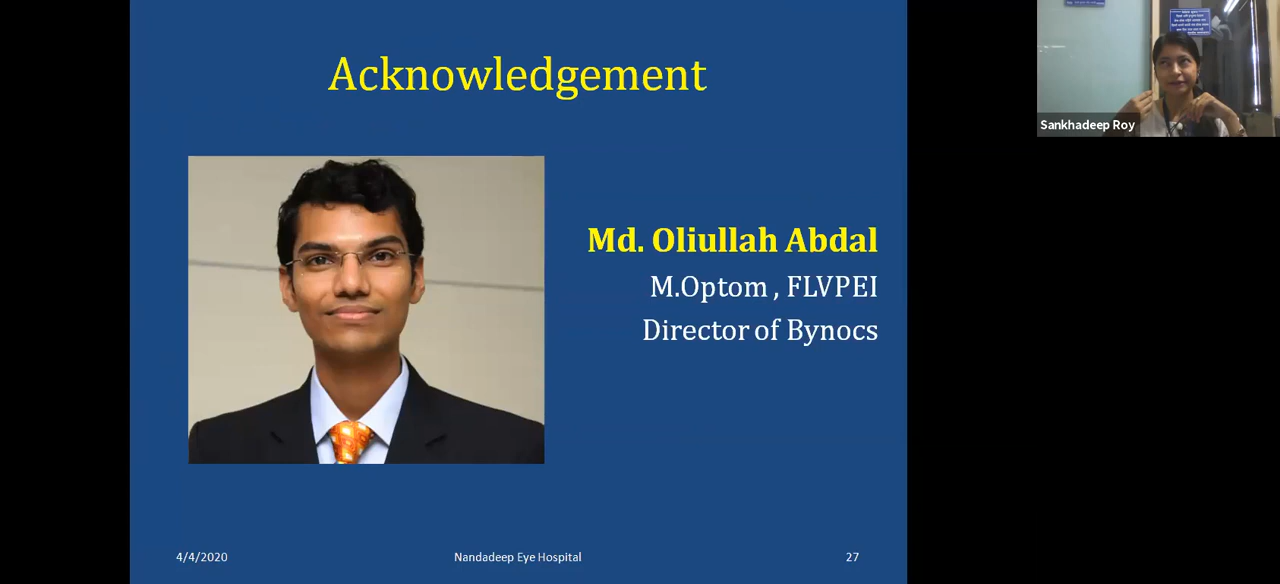 Acknowledgement
Md. Oliullah Abdal
M.Optom , FLVPEI
Director of Bynocs
4/4/2020
Nandadeep Eye Hospital
27
Sankhadeep Roy